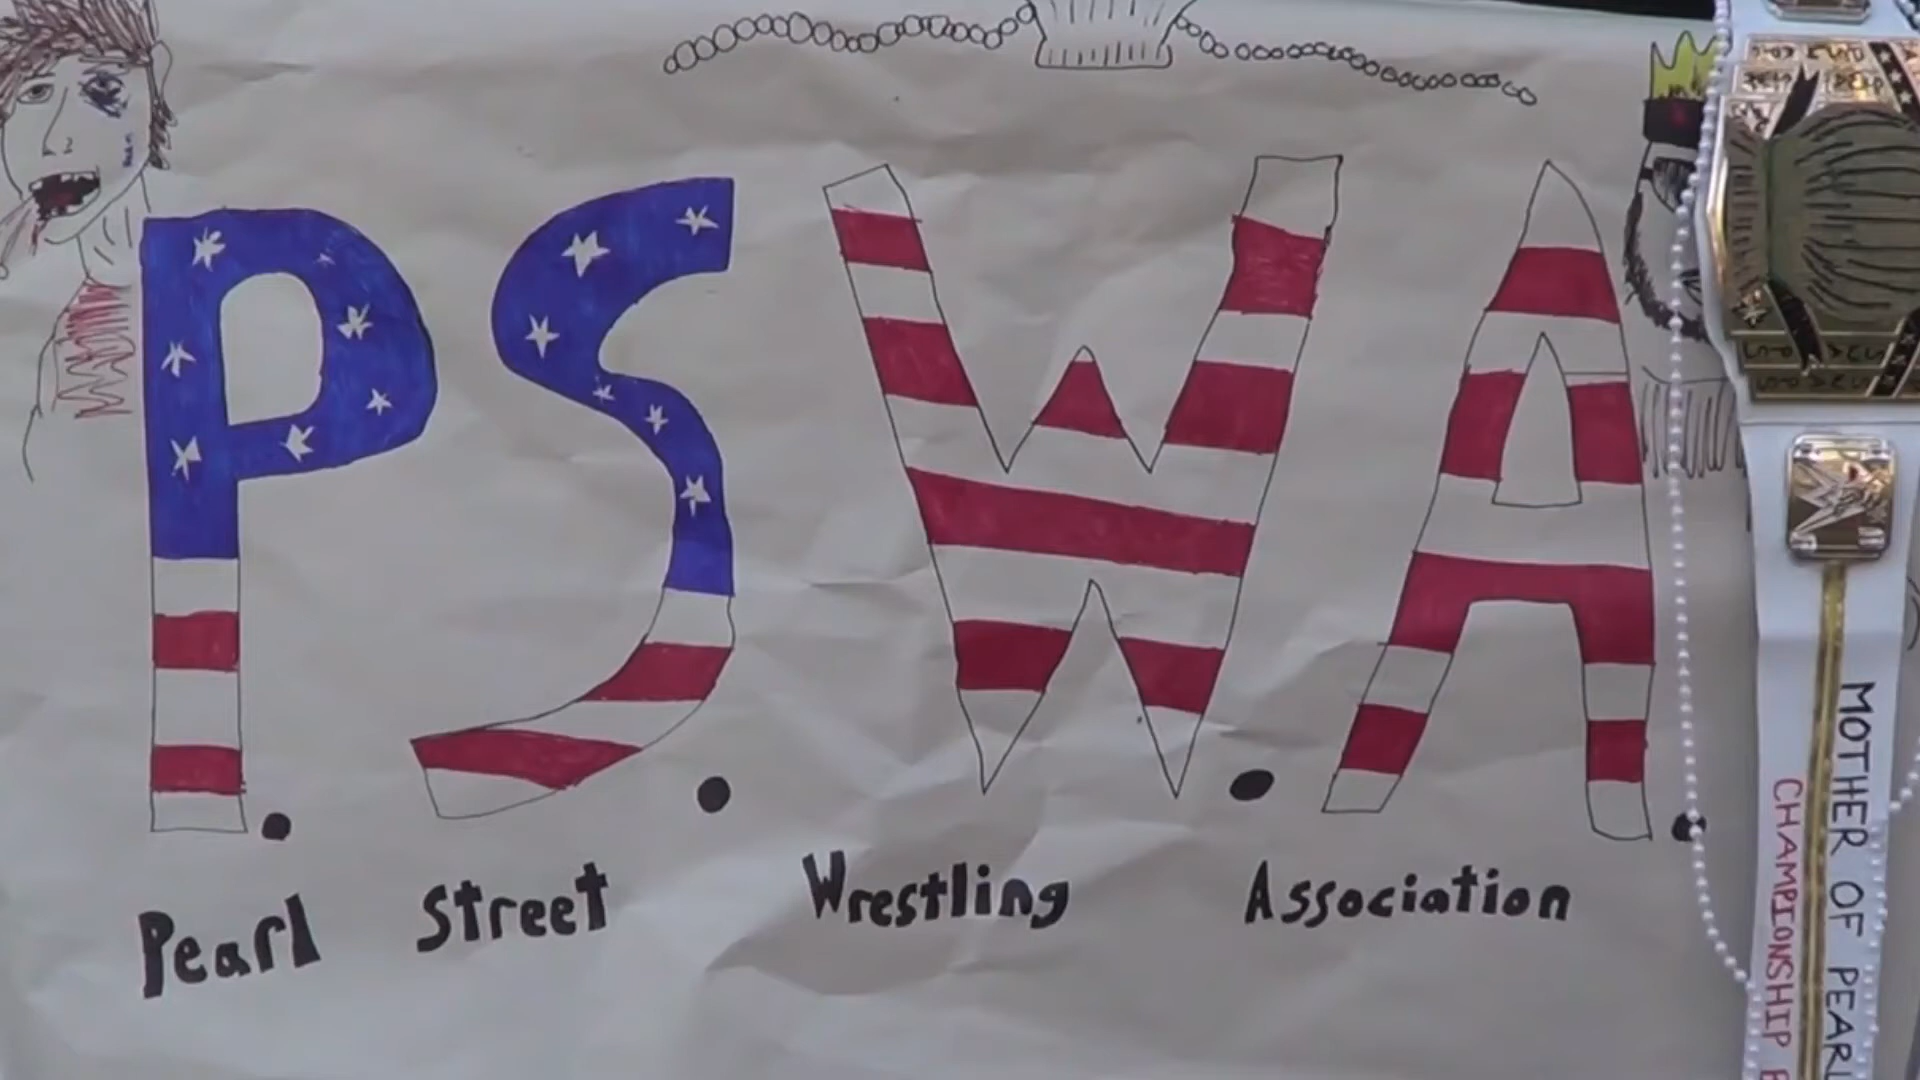 P.S.W.A.
Pearl Street Wrestling Association
MOTHER OF PEARL
CHAMPIONSHIP